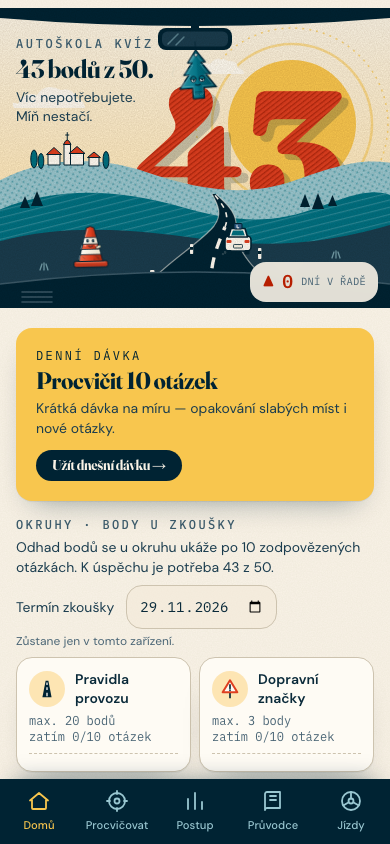 AUTOŠKOLA KVÍZ
43 bodů z 50.
Víc nepotřebujete.
Míň nestačí.
43
0 DNÍ V ŘADĚ
DENNÍ DÁVKA
Procvičit 10 otázek
Krátká dávka na míru — opakování slabých míst i
nové otázky.
Užít dnešní dávku →
OKRUHY · BODY U ZKOUŠKY
Odhad bodů se u okruhu ukáže po 10 zodpovězených
otázkách. K úspěchu je potřeba 43 z 50.
Termín zkoušky 29.11.2026
Zůstane jen v tomto zařízení.
Pravidla
provozu
max. 20 bodů
zatím 0/10 otázek
Dopravní
značky
max. 3 body
zatím 0/10 otázek
Domů Procvičovat Postup Průvodce Jízdy